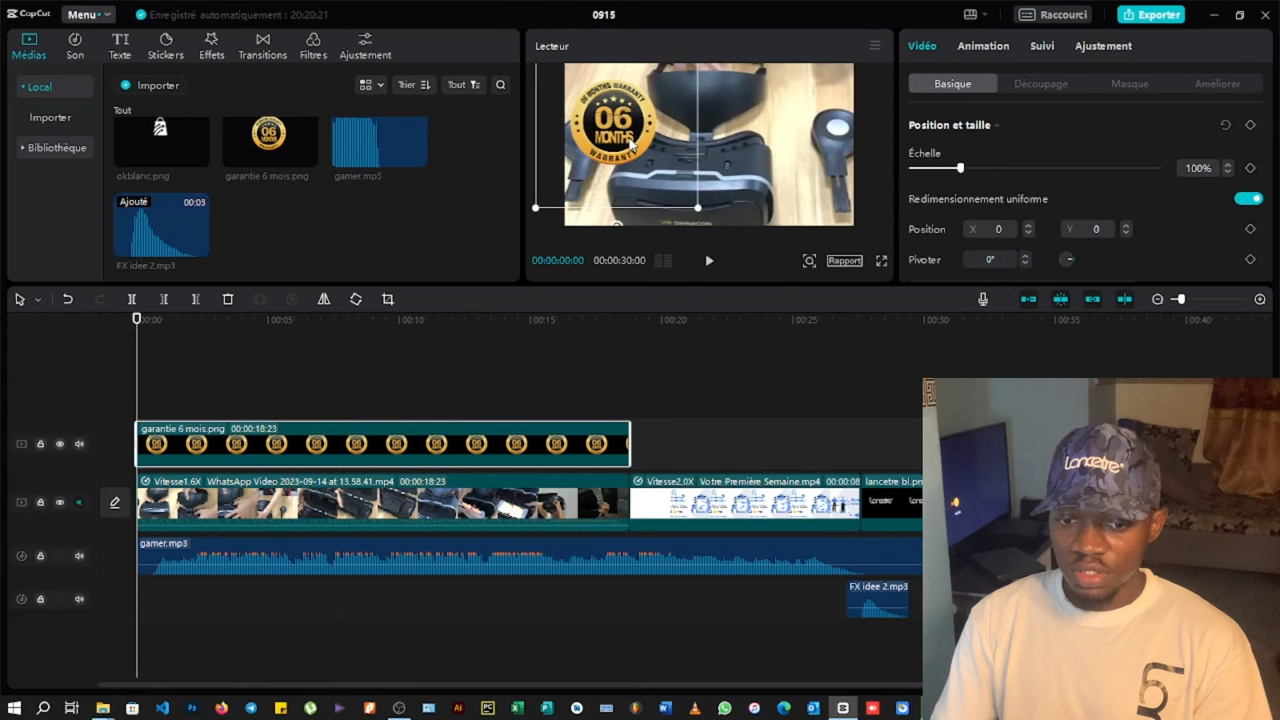 CapCut
Menu
Enregistré automatiquement : 20:20:21
0915
Raccourci
Exporter
Médias
Son
Texte
Stickers
Effets
Transitions
Filtres
Ajustement
Local
Importer
Bibliothèque
Importer
Trier
Tout
Tout
okblanc.png
garantie 6 mois.png
gamer.mp3
Ajouté
00:03
FX idee 2.mp3
Lecteur
06 MONTHS WARRANTY
06
MONTHS
WARRANTY
VR SHINECON
00:00:00:00
00:00:30:00
Rapport
Vidéo
Animation
Suivi
Ajustement
Basique
Découpage
Masque
Améliorer
Position et taille
Échelle
100%
Redimensionnement uniforme
Position
X 0
Y 0
Pivoter
0°
00:00
00:05
00:10
00:15
00:20
00:25
00:30
00:35
00:40
garantie 6 mois.png 00:00:18:23
Vitesse1.6X WhatsApp Video 2023-09-14 at 13.58.41.mp4 00:00:18:23
Vitesse2.0X Votre Première Semaine.mp4 00:00:08
lancetre bl.pn
lancetre
gamer.mp3
FX idee 2.mp3
Lancetre